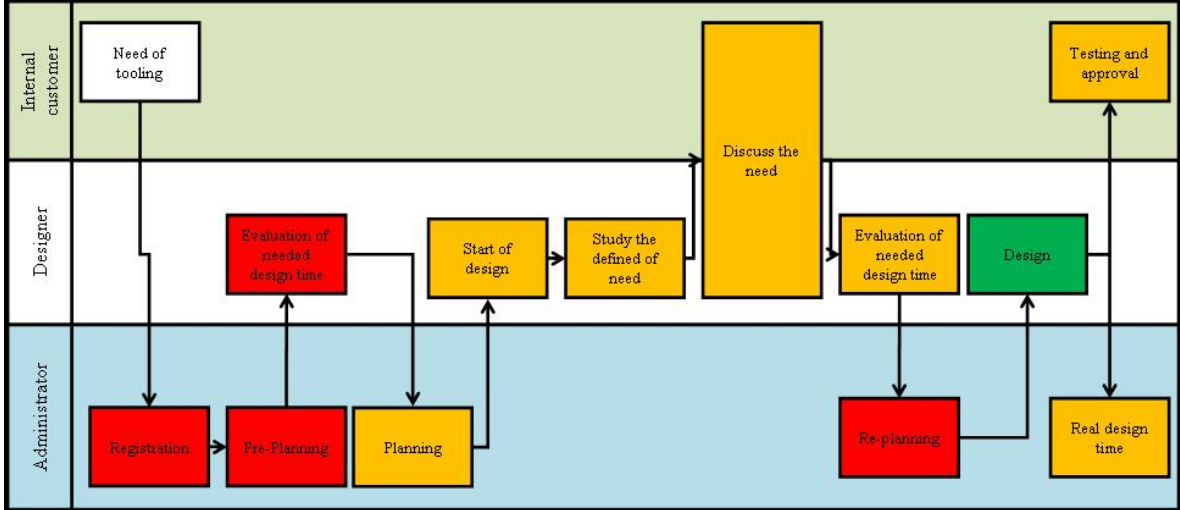 Internal
customer
Need of
tooling
Discuss the
need
Testing and
approval
Designer
Evaluation of
needed
design time
Start of
design
Study the
defined of
need
Evaluation of
needed
design time
Design
Administrator
Registration
Pre-Planning
Planning
Re-planning
Real design
time